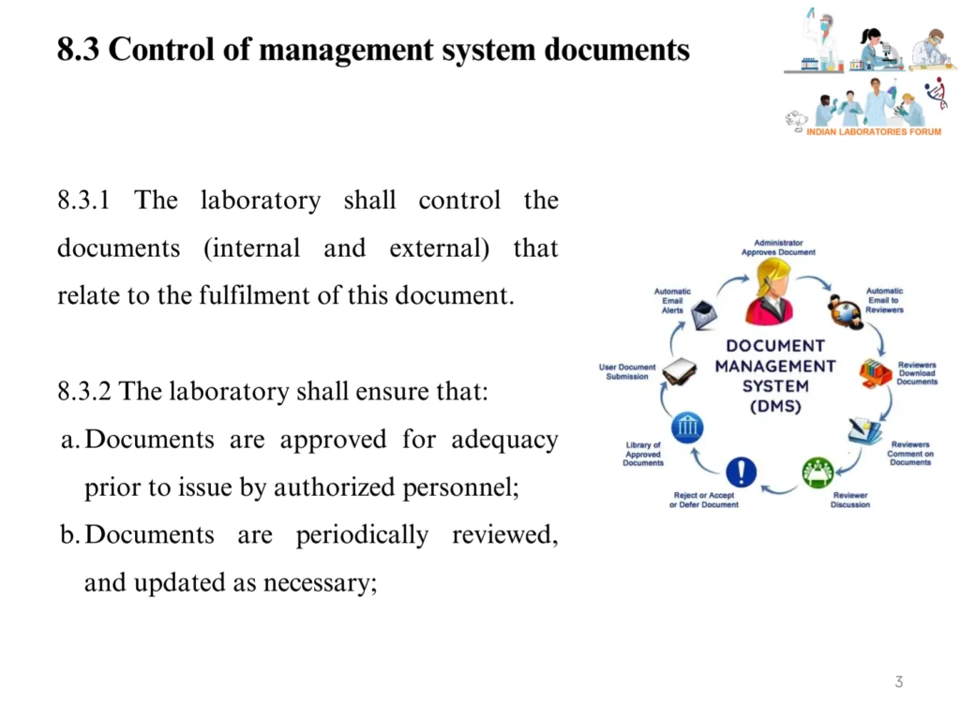 8.3 Control of management system documents
INDIAN LABORATORIES FORUM
8.3.1 The laboratory shall control the
documents (internal and external) that
relate to the fulfilment of this document.
8.3.2 The laboratory shall ensure that:
a. Documents are approved for adequacy
prior to issue by authorized personnel;
b. Documents are periodically reviewed,
and updated as necessary;
Administrator
Approves Document
Automatic
Email to
Reviewers
Reviewers
Download
Documents
Reviewers
Comment on
Documents
Reviewer
Discussion
Reject or Accept
or Defer Document
Library of
Approved
Documents
User Document
Submission
Automatic
Email
Alerts
DOCUMENT
MANAGEMENT
SYSTEM
(DMS)
3